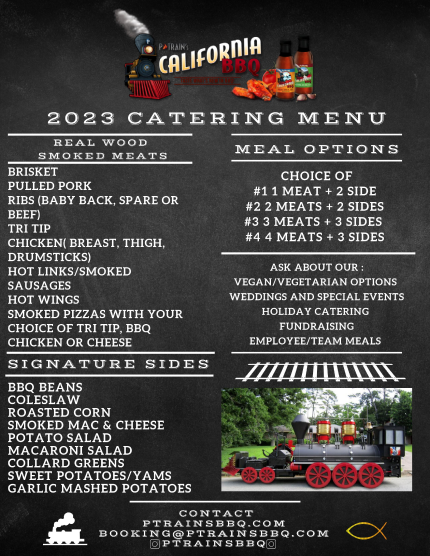 P-TRAIN'S
CALIFORNIA
BBQ
2023 CATERING MENU
REAL WOOD
SMOKED MEATS
BRISKET
PULLED PORK
RIBS (BABY BACK, SPARE OR
BEEF)
TRI TIP
CHICKEN( BREAST, THIGH,
DRUMSTICKS)
HOT LINKS/SMOKED
SAUSAGES
HOT WINGS
SMOKED PIZZAS WITH YOUR
CHOICE OF TRI TIP, BBQ
CHICKEN OR CHEESE
SIGNATURE SIDES
BBQ BEANS
COLESLAW
ROASTED CORN
SMOKED MAC & CHEESE
POTATO SALAD
MACARONI SALAD
COLLARD GREENS
SWEET POTATOES/YAMS
GARLIC MASHED POTATOES
MEAL OPTIONS
CHOICE OF
#1 1 MEAT + 2 SIDE
#2 2 MEATS + 2 SIDES
#3 3 MEATS + 3 SIDES
#4 4 MEATS + 3 SIDES
ASK ABOUT OUR :
VEGAN/VEGETARIAN OPTIONS
WEDDINGS AND SPECIAL EVENTS
HOLIDAY CATERING
FUNDRAISING
EMPLOYEE/TEAM MEALS
CONTACT
PTRAINSBBQ.COM
BOOKING@PTRAINSBBQ.COM
@PTRAINSBBQ